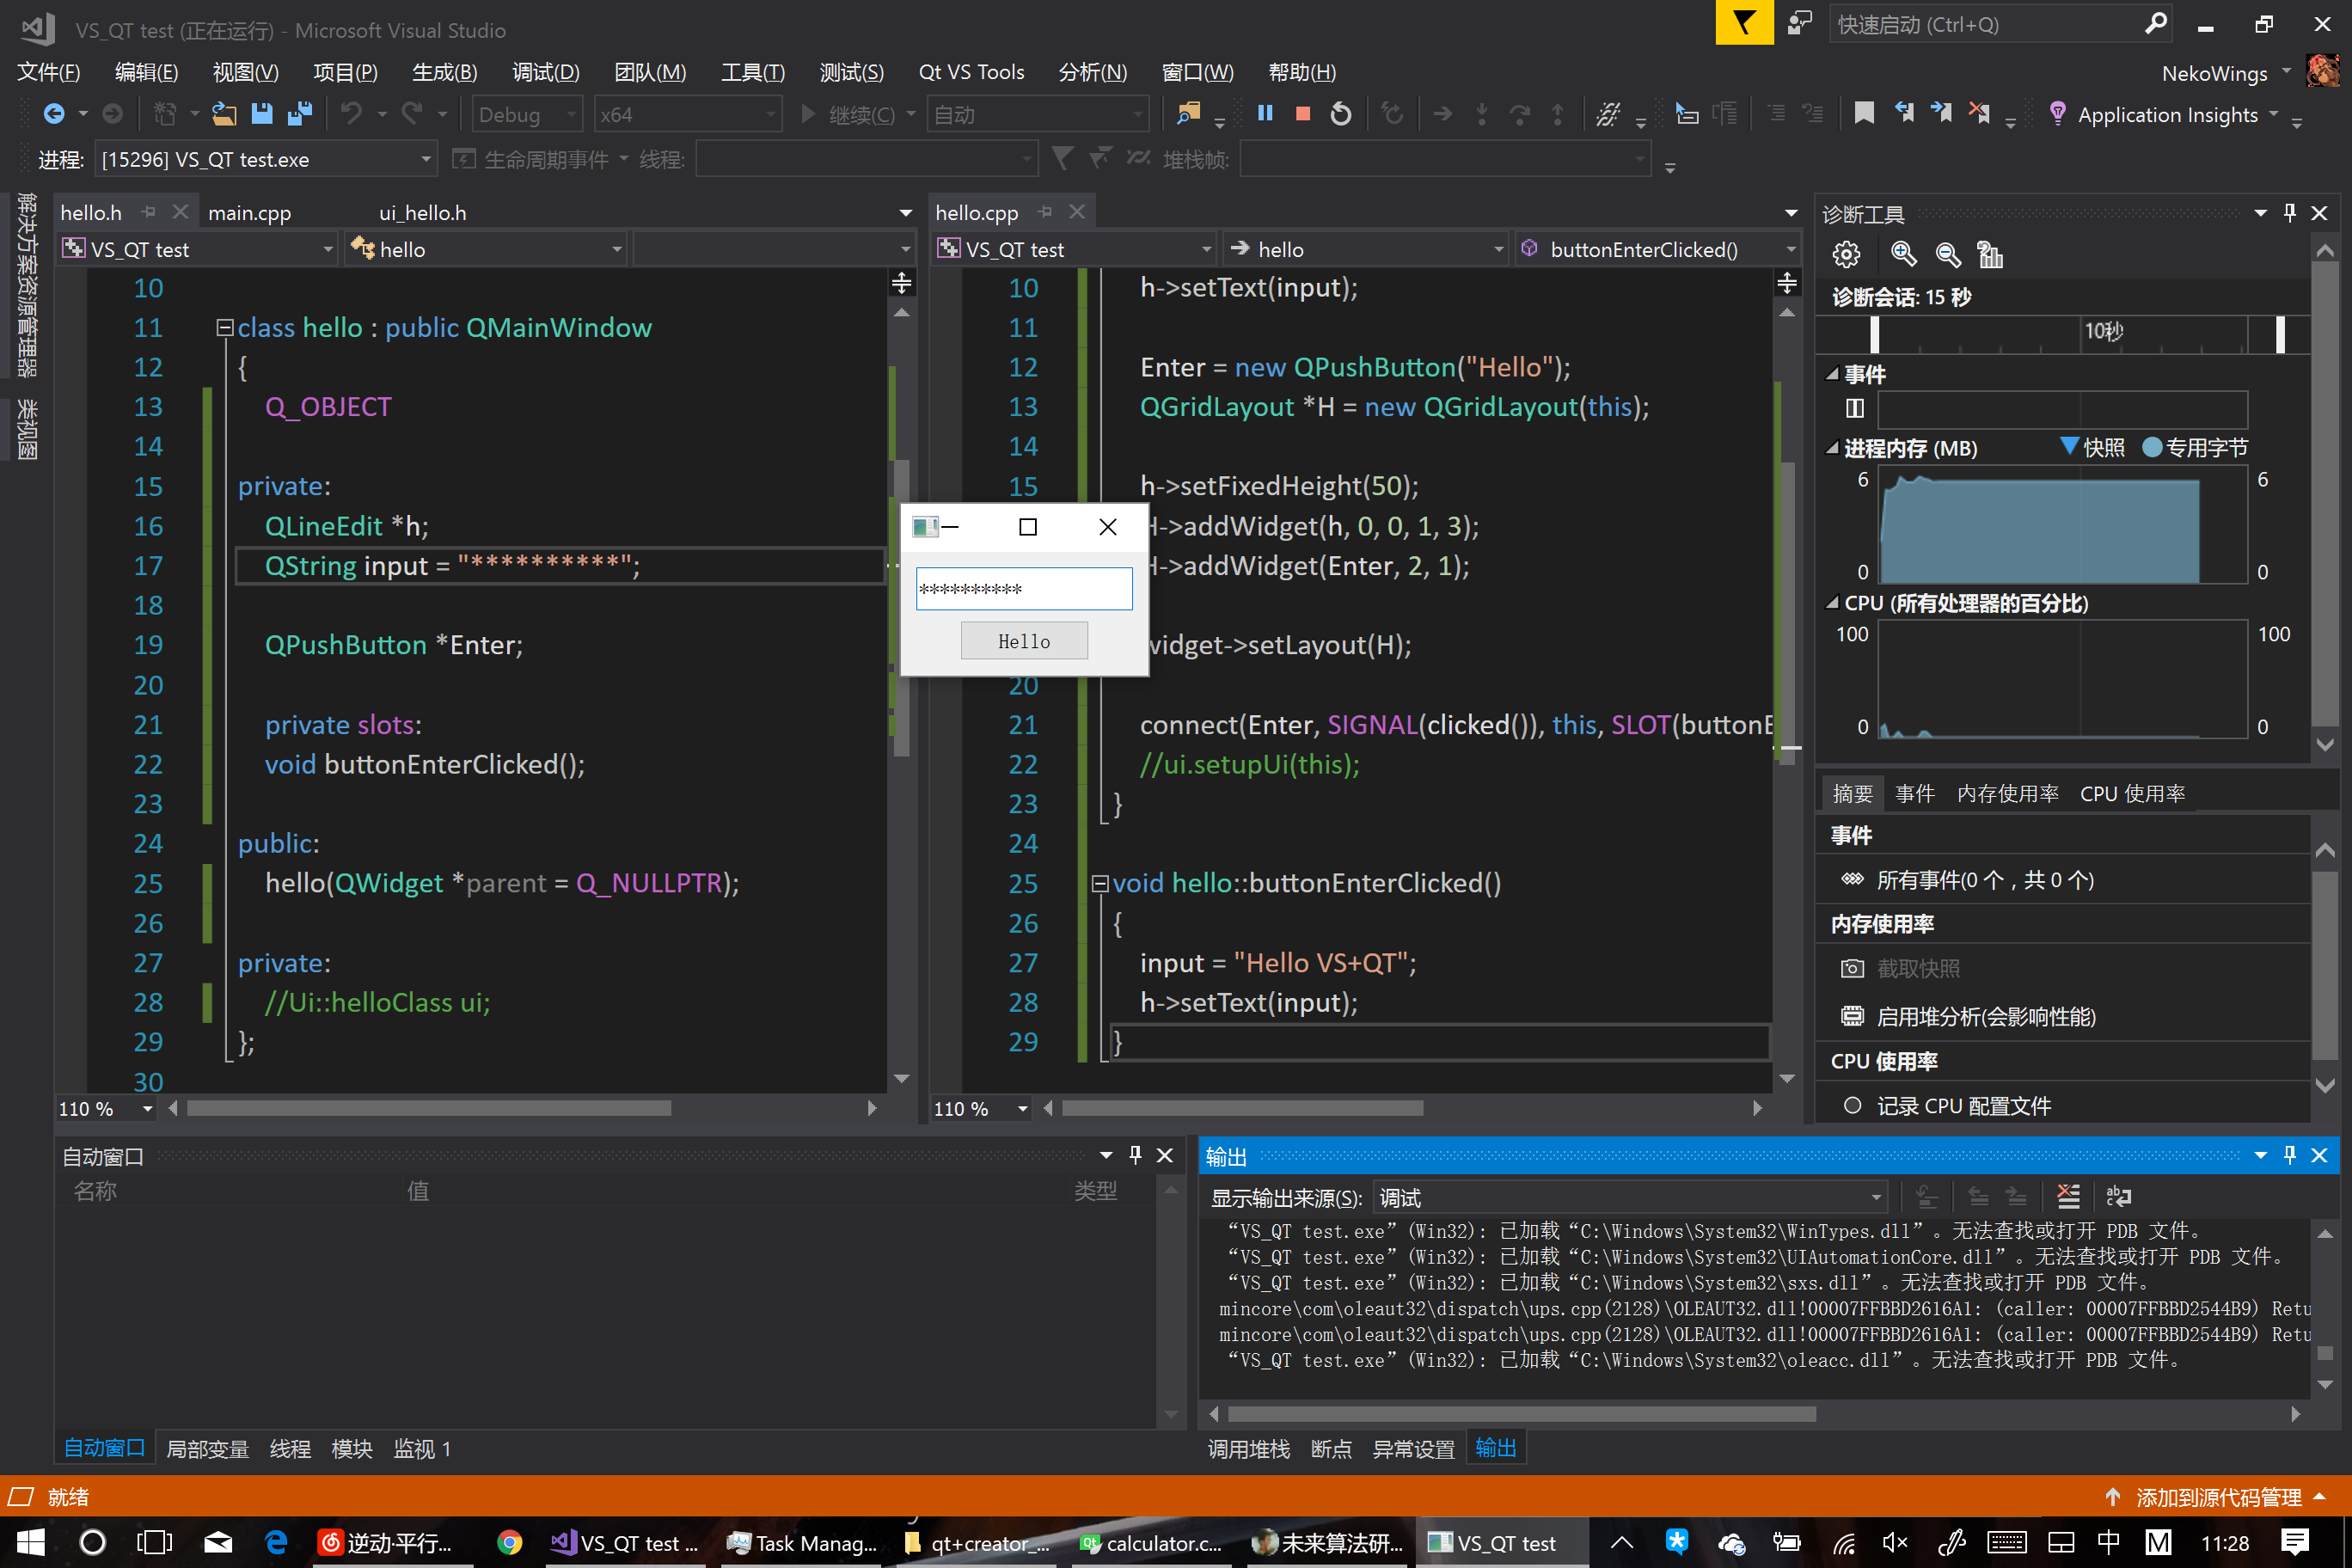 VS_QT test (正在运行) - Microsoft Visual Studio
快速启动 (Ctrl+Q)
文件(F) 编辑(E) 视图(V) 项目(P) 生成(B) 调试(D) 团队(M) 工具(T) 测试(S) Qt VS Tools 分析(N) 窗口(W) 帮助(H)
NekoWings
Debug x64 继续(C) 自动 Application Insights
进程: [15296] VS_QT test.exe 生命周期事件 线程: 堆栈帧:
解决方案资源管理器
类视图
hello.h main.cpp ui_hello.h
VS_QT test hello
10
11 class hello : public QMainWindow
12 {
13 Q_OBJECT
14
15 private:
16 QLineEdit *h;
17 QString input = "**********";
18
19 QPushButton *Enter;
20
21 private slots:
22 void buttonEnterClicked();
23
24 public:
25 hello(QWidget *parent = Q_NULLPTR);
26
27 private:
28 //Ui::helloClass ui;
29 };
30
110 %
hello.cpp
VS_QT test hello buttonEnterClicked()
10 h->setText(input);
11
12 Enter = new QPushButton("Hello");
13 QGridLayout *H = new QGridLayout(this);
14
15 h->setFixedHeight(50);
->addWidget(h, 0, 0, 1, 3);
->addWidget(Enter, 2, 1);
widget->setLayout(H);
20
21 connect(Enter, SIGNAL(clicked()), this, SLOT(buttonE
22 //ui.setupUi(this);
23 }
24
25 void hello::buttonEnterClicked()
26 {
27 input = "Hello VS+QT";
28 h->setText(input);
29 }
110 %
**********
Hello
诊断工具
诊断会话: 15 秒
10秒
事件
进程内存 (MB) 快照 专用字节
6 6
0 0
CPU (所有处理器的百分比)
100 100
0 0
摘要 事件 内存使用率 CPU 使用率
事件
所有事件(0 个，共 0 个)
内存使用率
截取快照
启用堆分析(会影响性能)
CPU 使用率
记录 CPU 配置文件
自动窗口
名称 值 类型
自动窗口 局部变量 线程 模块 监视 1
输出
显示输出来源(S): 调试
“VS_QT test.exe”(Win32): 已加载“C:\Windows\System32\WinTypes.dll”。无法查找或打开 PDB 文件。
“VS_QT test.exe”(Win32): 已加载“C:\Windows\System32\UIAutomationCore.dll”。无法查找或打开 PDB 文件。
“VS_QT test.exe”(Win32): 已加载“C:\Windows\System32\sxs.dll”。无法查找或打开 PDB 文件。
mincore\com\oleaut32\dispatch\ups.cpp(2128)\OLEAUT32.dll!00007FFBBD2616A1: (caller: 00007FFBBD2544B9) Retu
mincore\com\oleaut32\dispatch\ups.cpp(2128)\OLEAUT32.dll!00007FFBBD2616A1: (caller: 00007FFBBD2544B9) Retu
“VS_QT test.exe”(Win32): 已加载“C:\Windows\System32\oleacc.dll”。无法查找或打开 PDB 文件。
调用堆栈 断点 异常设置 输出
就绪
添加到源代码管理
逆动·平行... VS_QT test ... Task Manag... qt+creator_... calculator.c... 未来算法研... VS_QT test 中 M 11:28